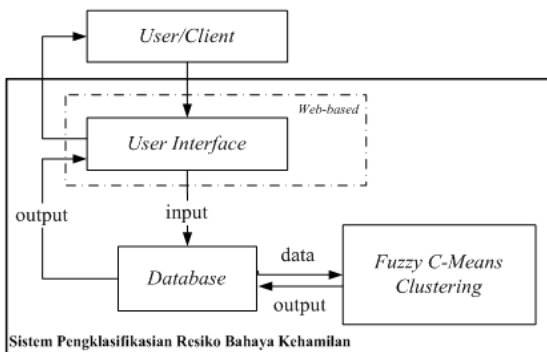 User/Client
Web-based
User Interface
output
input
Database
data
output
Fuzzy C-Means
Clustering
Sistem Pengklasifikasian Resiko Bahaya Kehamilan